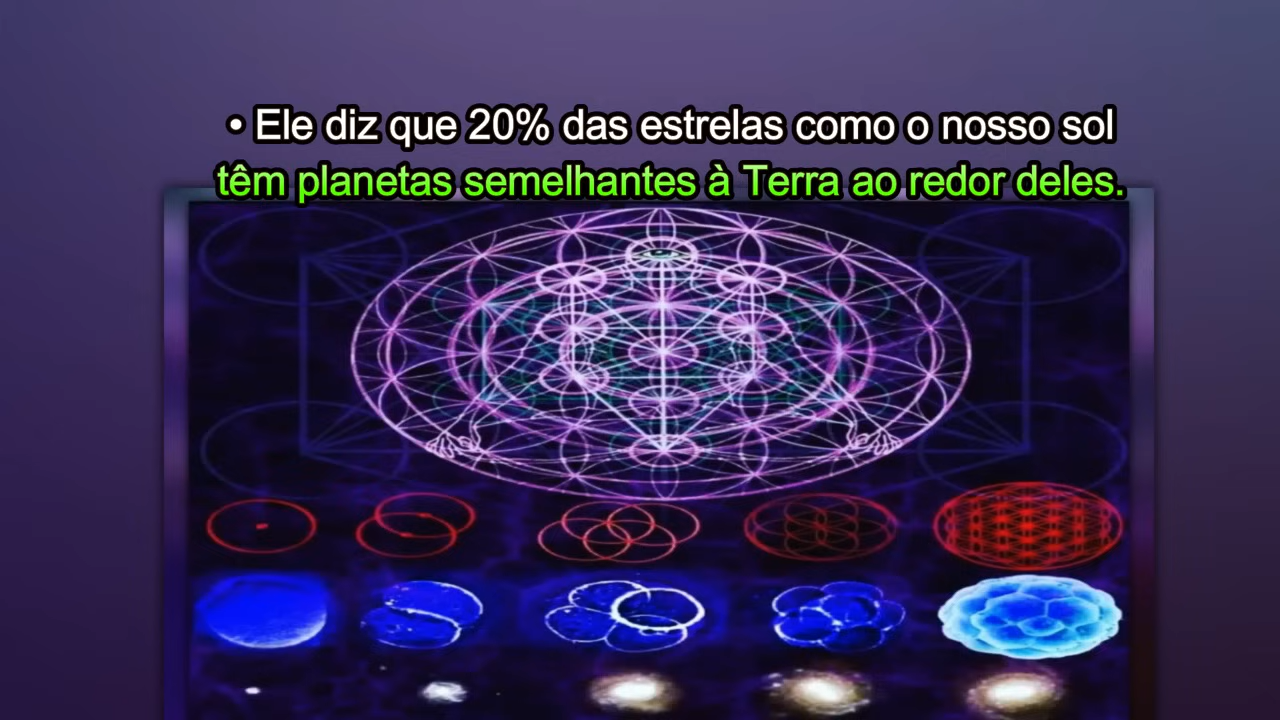 • Ele diz que 20% das estrelas como o nosso sol
têm planetas semelhantes à Terra ao redor deles.